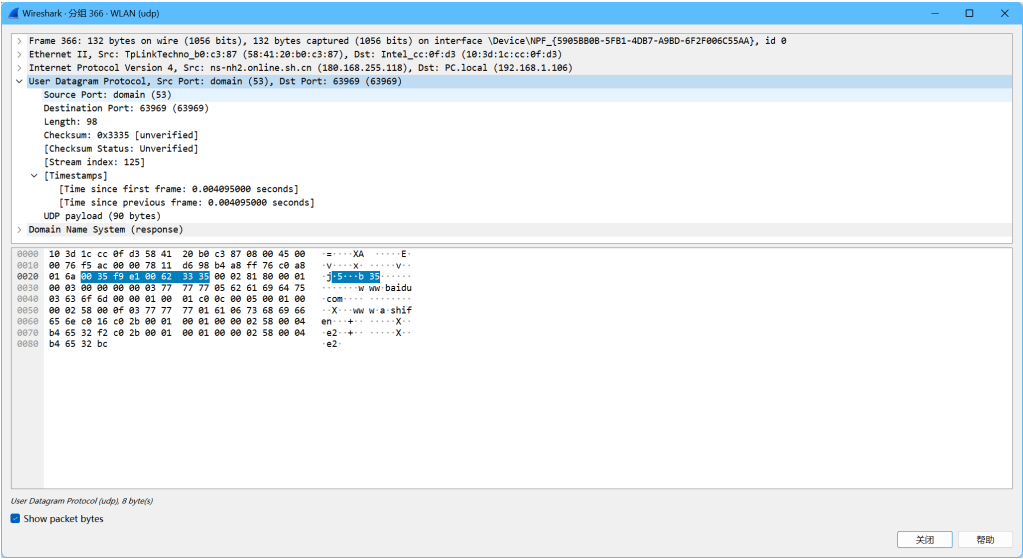 Wireshark · 分组 366 · WLAN (udp)
Frame 366: 132 bytes on wire (1056 bits), 132 bytes captured (1056 bits) on interface \Device\NPF_{5905BB0B-5FB1-4DB7-A9BD-6F2F006C55AA}, id 0
Ethernet II, Src: TpLinkTechno_b0:c3:87 (58:41:20:b0:c3:87), Dst: Intel_cc:0f:d3 (10:3d:1c:cc:0f:d3)
Internet Protocol Version 4, Src: ns-nh2.online.sh.cn (180.168.255.118), Dst: PC.local (192.168.1.106)
User Datagram Protocol, Src Port: domain (53), Dst Port: 63969 (63969)
Source Port: domain (53)
Destination Port: 63969 (63969)
Length: 98
Checksum: 0x3335 [unverified]
[Checksum Status: Unverified]
[Stream index: 125]
[Timestamps]
[Time since first frame: 0.004095000 seconds]
[Time since previous frame: 0.004095000 seconds]
UDP payload (90 bytes)
Domain Name System (response)
0000 10 3d 1c cc 0f d3 58 41 20 b0 c3 87 08 00 45 00 ·=····XA ·····E·
0010 00 76 f5 ac 00 00 78 11 d6 98 b4 a8 ff 76 c0 a8 ·v····x· ·····v··
0020 01 6a 00 35 f9 e1 00 62 33 35 00 02 81 80 00 01 ·j·5···b 35······
0030 00 03 00 00 00 00 03 77 77 77 05 62 61 69 64 75 ·······w ww·baidu
0040 03 63 6f 6d 00 00 01 00 01 c0 0c 00 05 00 01 00 ·com···· ········
0050 00 02 58 00 0f 03 77 77 77 01 61 06 73 68 69 66 ··X···ww w·a·shif
0060 65 6e c0 16 c0 2b 00 01 00 01 00 00 02 58 00 04 en···+·· ·····X··
0070 b4 65 32 f2 c0 2b 00 01 00 01 00 00 02 58 00 04 ·e2··+·· ·····X··
0080 b4 65 32 bc ·e2·
User Datagram Protocol (udp), 8 byte(s)
Show packet bytes
关闭 帮助